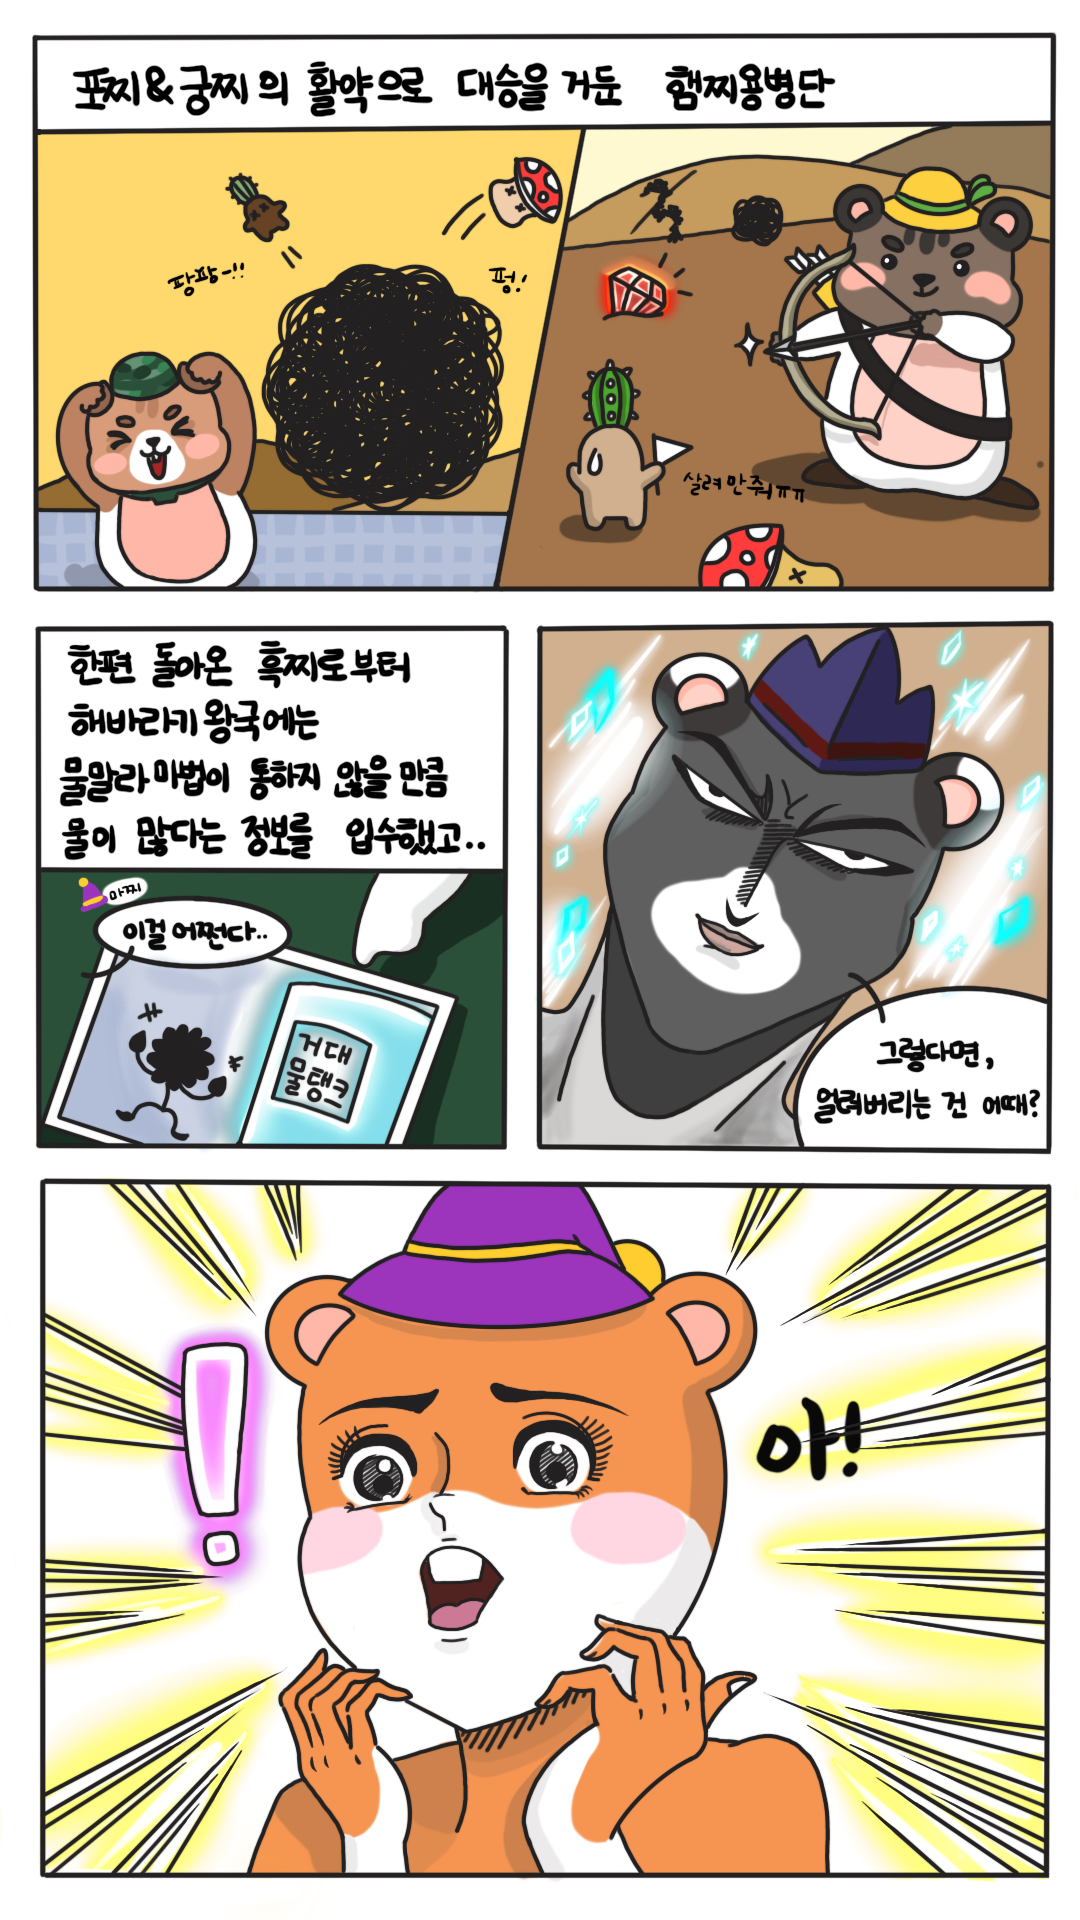 포찌&궁찌의 활약으로 대승을 거둔 햄찌용병단
팡팡~!!
펑!
살려만줘ㅠㅠ
한편 돌아온 흑찌로부터
해바라기왕국에는
물말라마법이 통하지 않을 만큼
물이 많다는 정보를 입수했고..
마찌
이걸 어쩐다..
거대
물탱크
그렇다면,
얼려버리는 건 어때?
아!